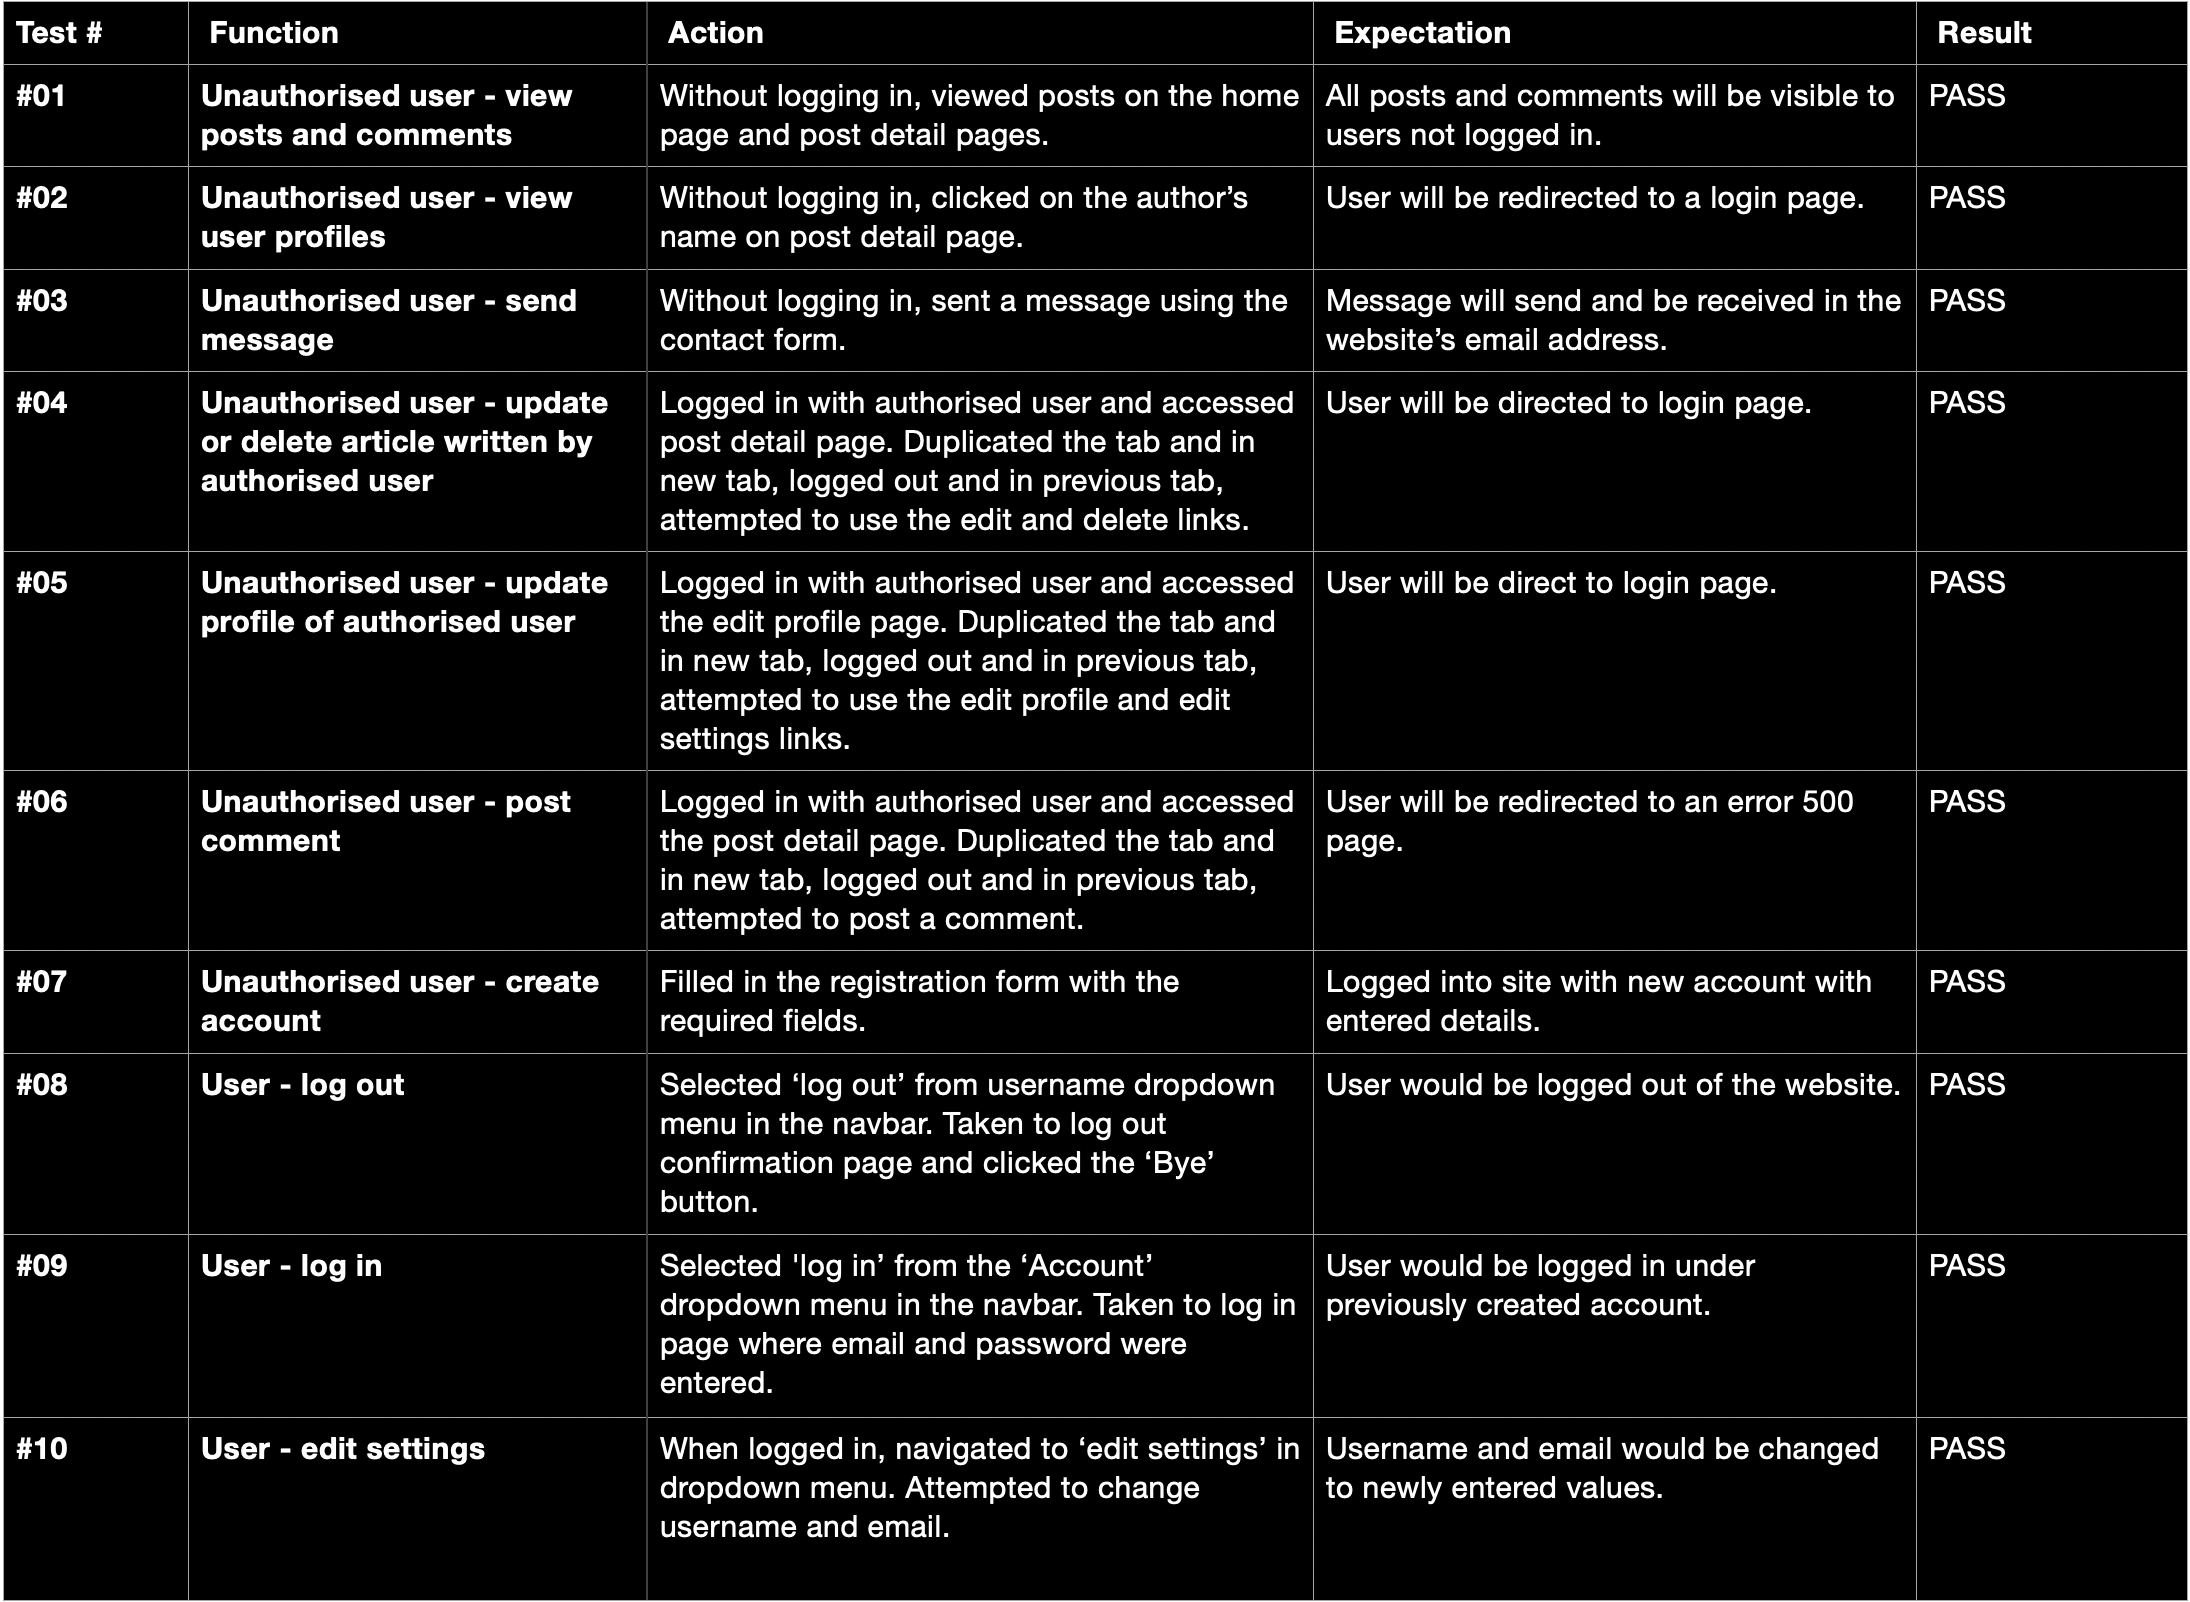 Test # Function Action Expectation Result
#01 Unauthorised user - view Without logging in, viewed posts on the home All posts and comments will be visible to PASS
posts and comments page and post detail pages. users not logged in.
#02 Unauthorised user - view Without logging in, clicked on the author’s User will be redirected to a login page. PASS
user profiles name on post detail page.
#03 Unauthorised user - send Without logging in, sent a message using the Message will send and be received in the PASS
message contact form. website’s email address.
#04 Unauthorised user - update Logged in with authorised user and accessed User will be directed to login page. PASS
or delete article written by post detail page. Duplicated the tab and in
authorised user new tab, logged out and in previous tab,
attempted to use the edit and delete links.
#05 Unauthorised user - update Logged in with authorised user and accessed User will be direct to login page. PASS
profile of authorised user the edit profile page. Duplicated the tab and
in new tab, logged out and in previous tab,
attempted to use the edit profile and edit
settings links.
#06 Unauthorised user - post Logged in with authorised user and accessed User will be redirected to an error 500 PASS
comment the post detail page. Duplicated the tab and page.
in new tab, logged out and in previous tab,
attempted to post a comment.
#07 Unauthorised user - create Filled in the registration form with the Logged into site with new account with PASS
account required fields. entered details.
#08 User - log out Selected ‘log out’ from username dropdown User would be logged out of the website. PASS
menu in the navbar. Taken to log out
confirmation page and clicked the ‘Bye’
button.
#09 User - log in Selected 'log in’ from the ‘Account’ User would be logged in under PASS
dropdown menu in the navbar. Taken to log in previously created account.
page where email and password were
entered.
#10 User - edit settings When logged in, navigated to ‘edit settings’ in Username and email would be changed PASS
dropdown menu. Attempted to change to newly entered values.
username and email.